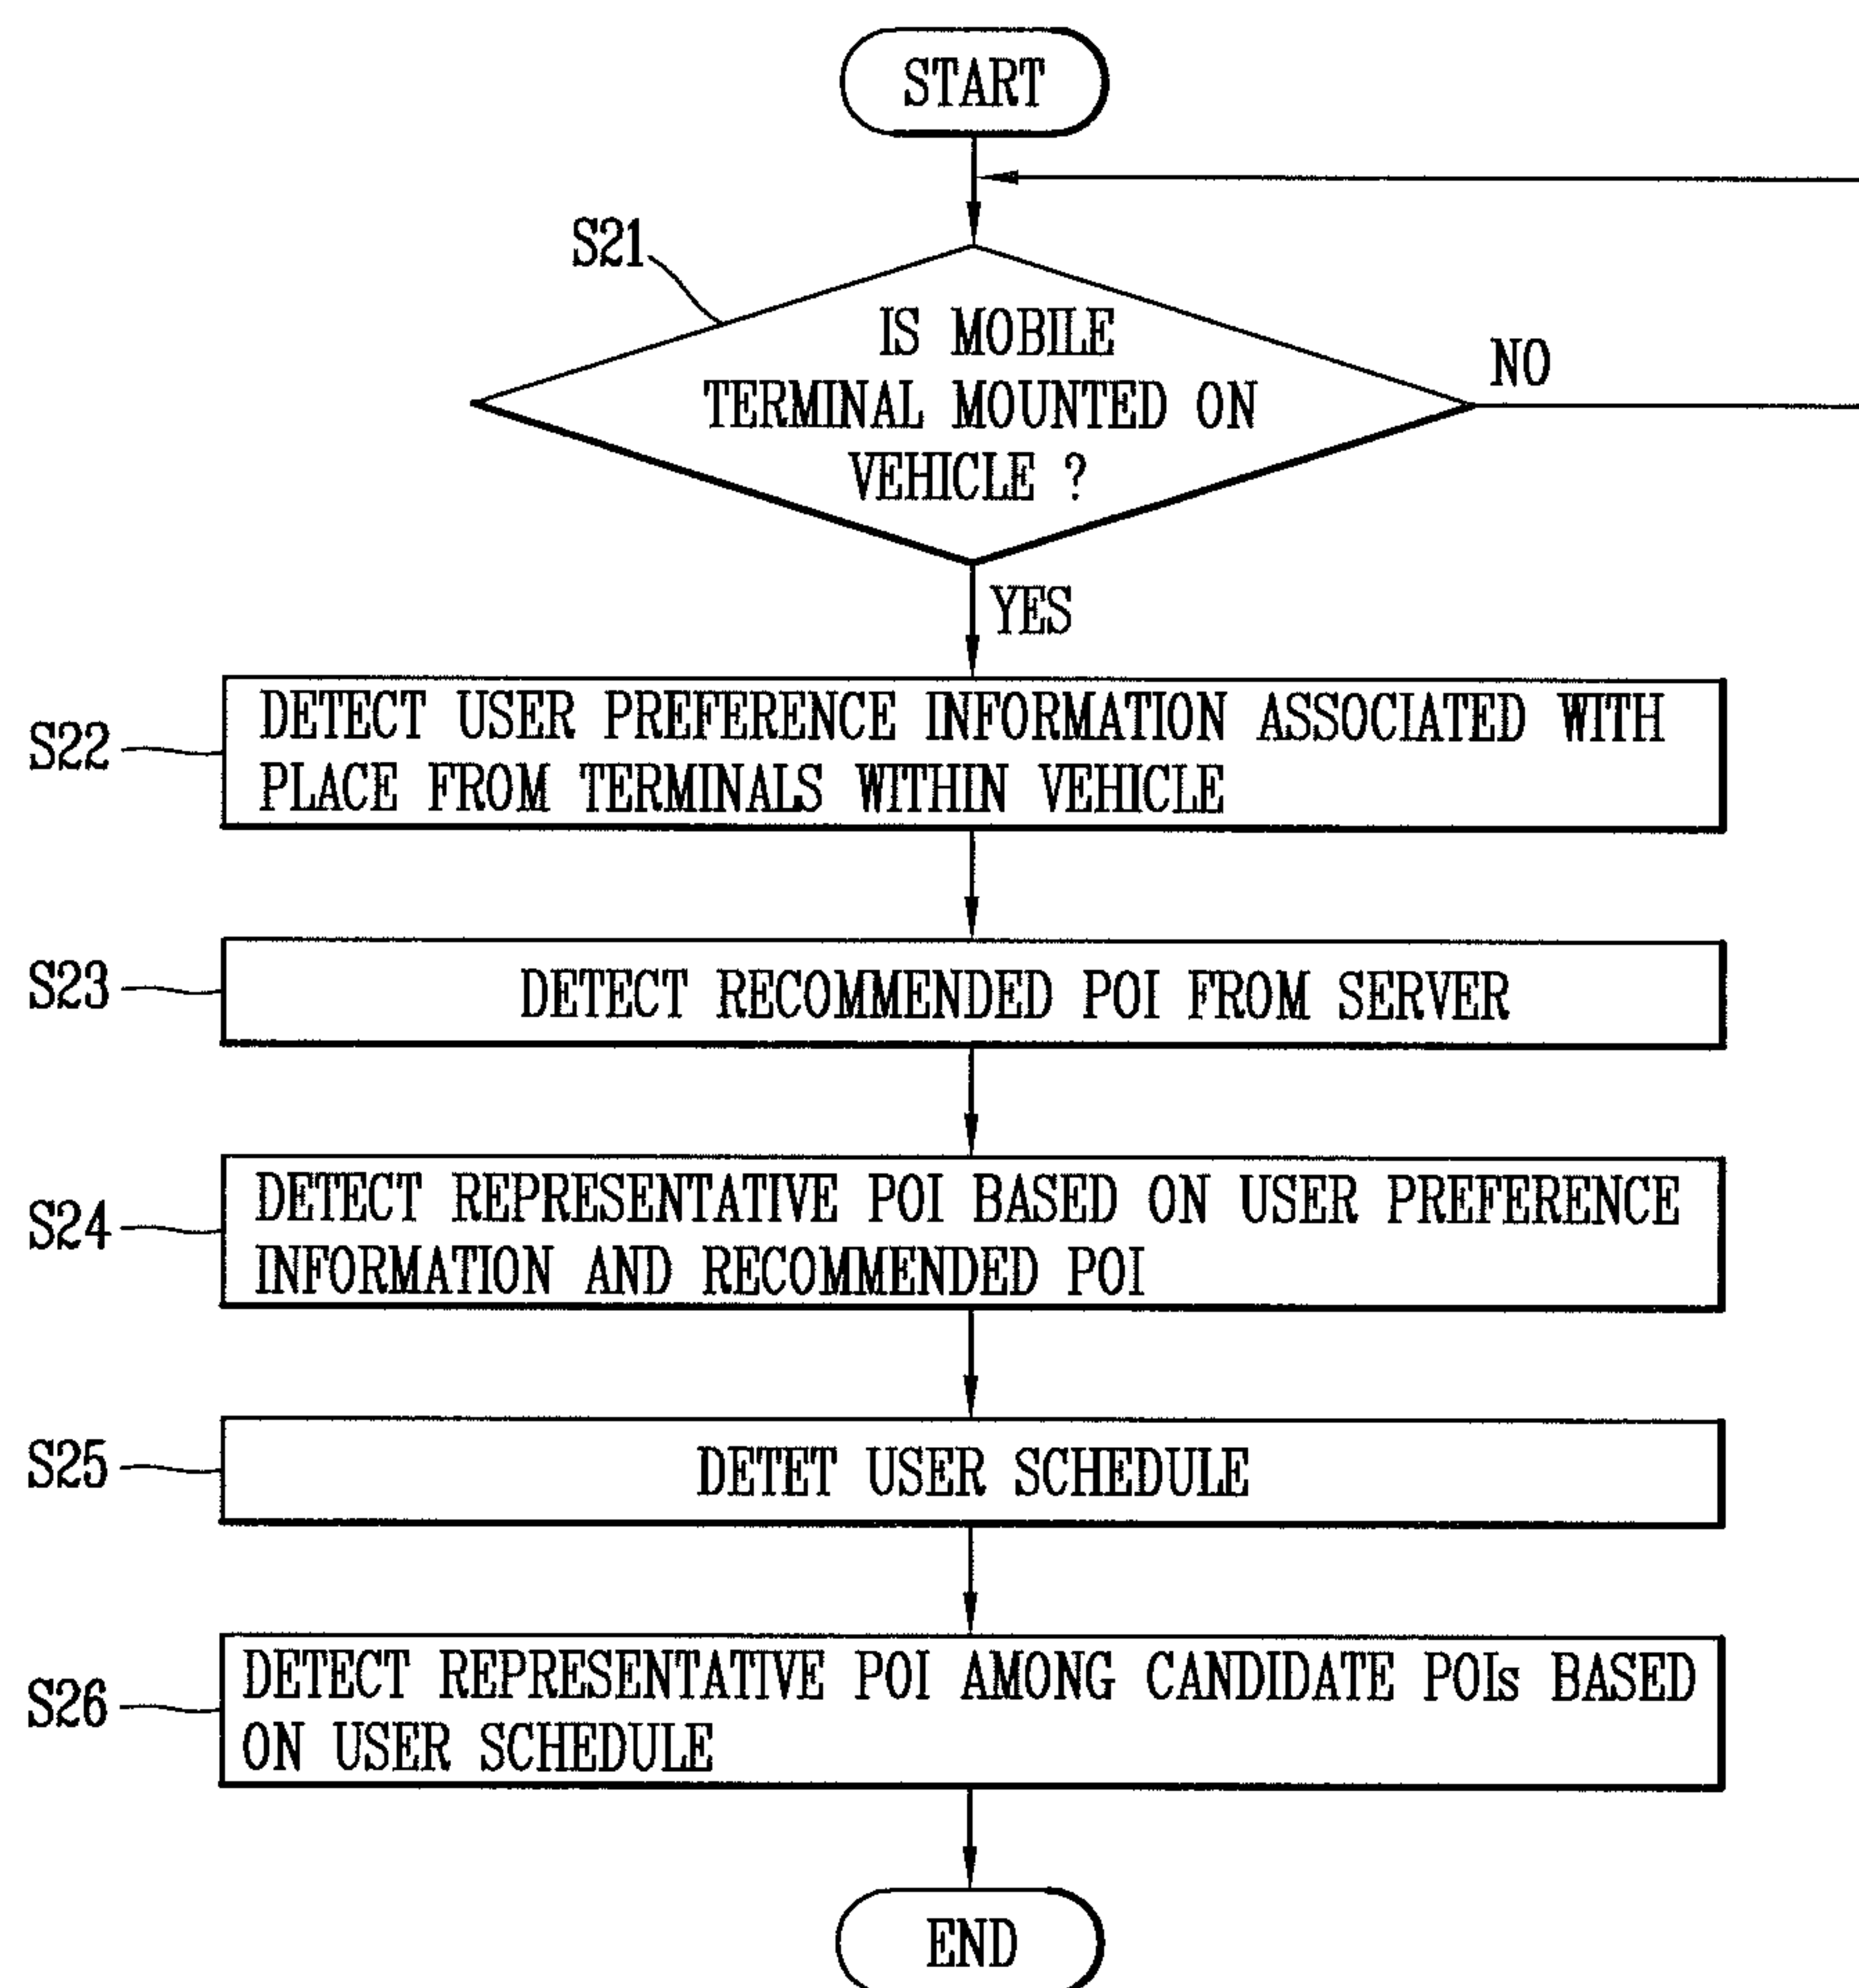 START
S21
IS MOBILE
TERMINAL MOUNTED ON
VEHICLE ?
NO
YES
S22
DETECT USER PREFERENCE INFORMATION ASSOCIATED WITH
PLACE FROM TERMINALS WITHIN VEHICLE
S23
DETECT RECOMMENDED POI FROM SERVER
S24
DETECT REPRESENTATIVE POI BASED ON USER PREFERENCE
INFORMATION AND RECOMMENDED POI
S25
DETET USER SCHEDULE
S26
DETECT REPRESENTATIVE POI AMONG CANDIDATE POIs BASED
ON USER SCHEDULE
END